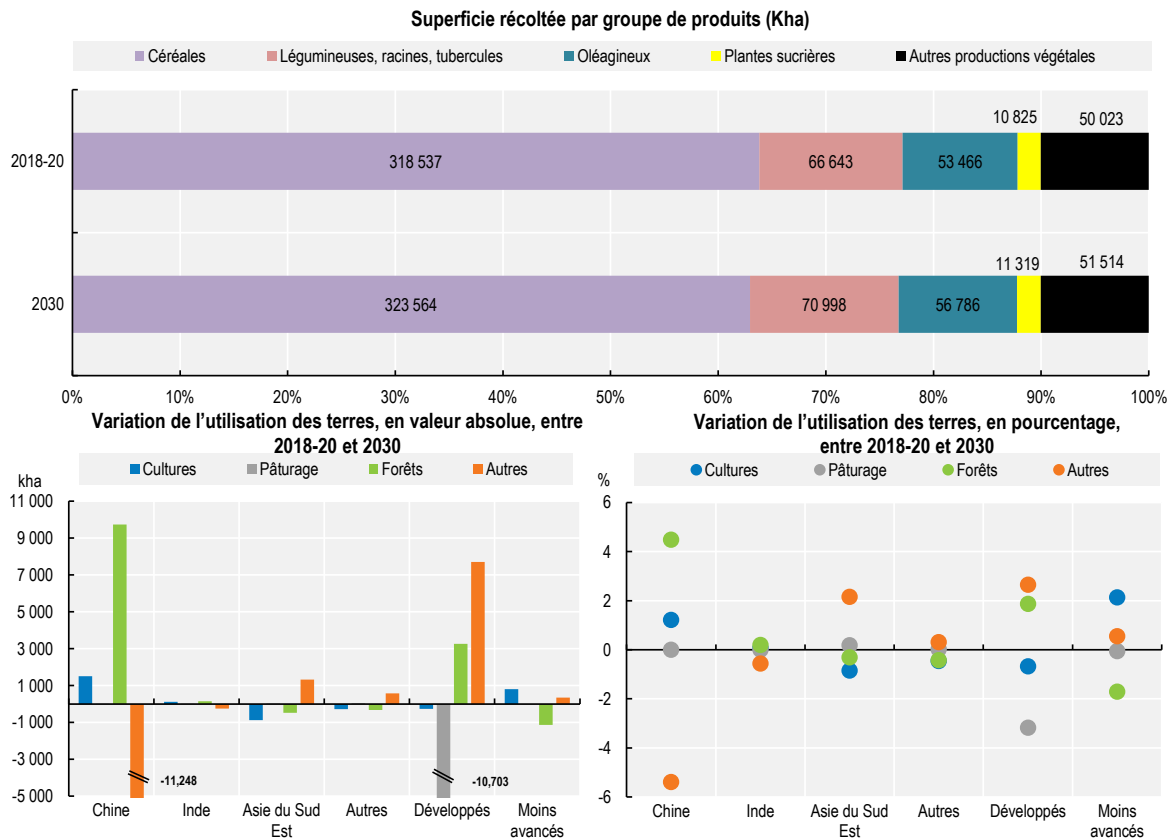 Superficie récoltée par groupe de produits (Kha)
Céréales Légumineuses, racines, tubercules Oléagineux Plantes sucrières Autres productions végétales
10 825 50 023
2018-20 318 537 66 643 53 466
11 319 51 514
2030 323 564 70 998 56 786
0% 10% 20% 30% 40% 50% 60% 70% 80% 90% 100%
Variation de l’utilisation des terres, en valeur absolue, entre
2018-20 et 2030
Cultures Pâturage Forêts Autres
kha
11 000
9 000
7 000
5 000
3 000
1 000
-1 000
-3 000
-5 000
-11,248 -10,703
Chine Inde Asie du Sud Autres Développés Moins
Est avancés
Variation de l’utilisation des terres, en pourcentage,
entre 2018-20 et 2030
Cultures Pâturage Forêts Autres
%
6
4
2
0
-2
-4
-6
Chine Inde Asie du Sud Autres Développés Moins
Est avancés